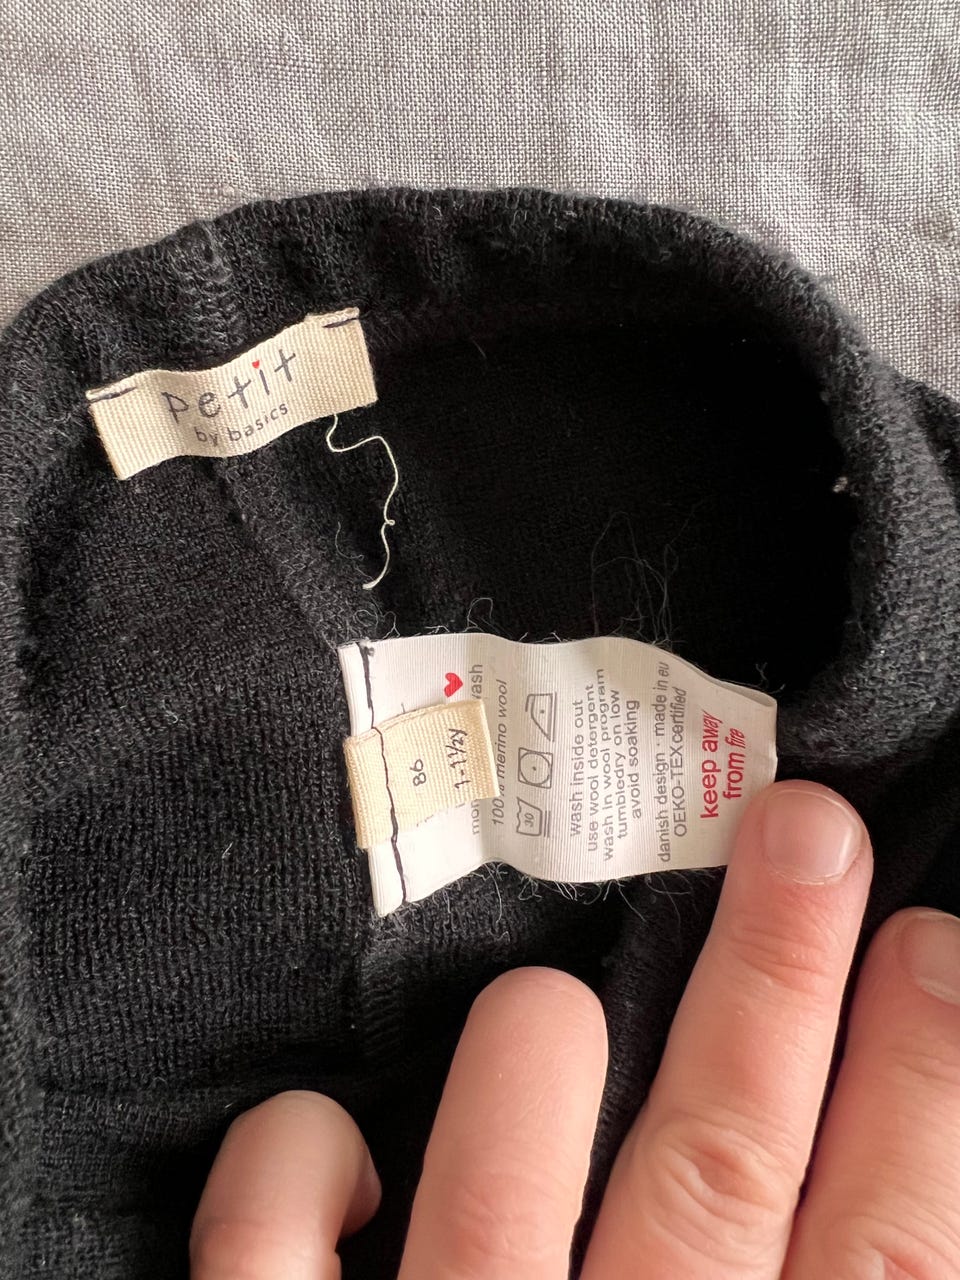 petit
by basics
86
1-1½y
100% merino wool
30
wash inside out
use wool detergent
wash in wool program
tumbledry on low
avoid soaking
danish design · made in eu
OEKO-TEX certified
keep away
from fire